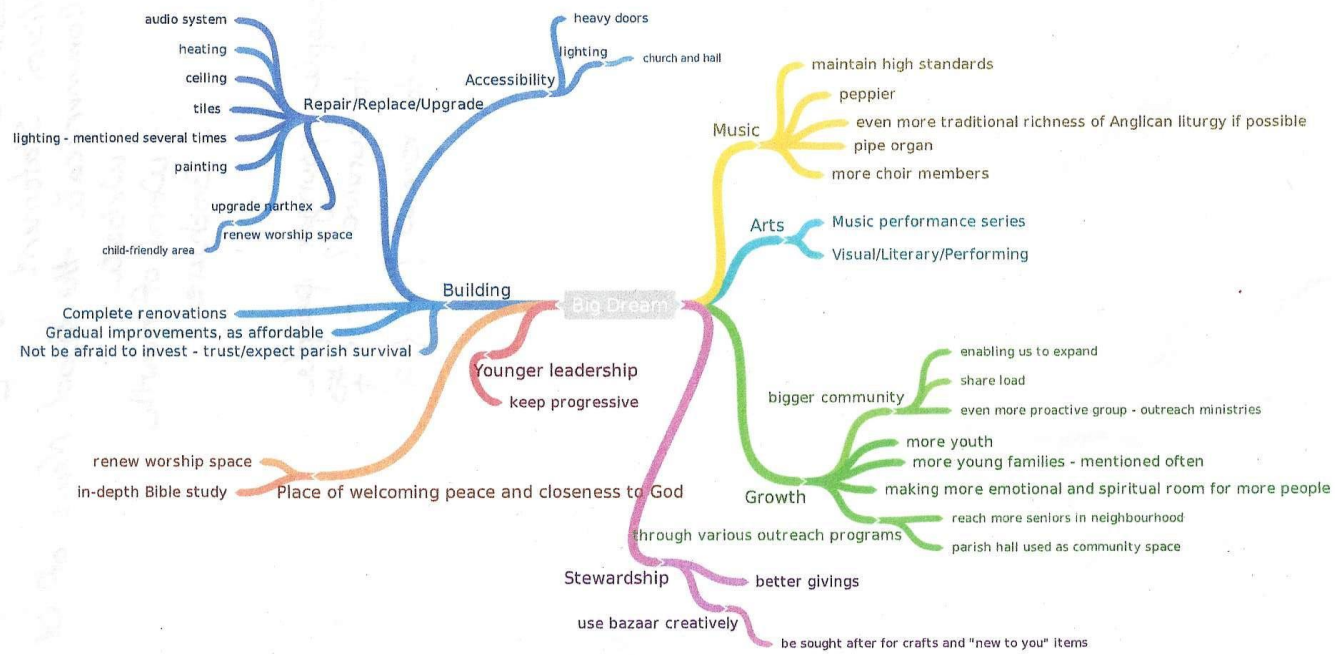 Big Dream
Building
Repair/Replace/Upgrade
audio system
heating
ceiling
tiles
lighting - mentioned several times
painting
upgrade narthex
renew worship space
child-friendly area
Accessibility
heavy doors
lighting
church and hall
Complete renovations
Gradual improvements, as affordable
Not be afraid to invest - trust/expect parish survival
Younger leadership
keep progressive
Place of welcoming peace and closeness to God
renew worship space
in-depth Bible study
Music
maintain high standards
peppier
even more traditional richness of Anglican liturgy if possible
pipe organ
more choir members
Arts
Music performance series
Visual/Literary/Performing
Growth
bigger community
enabling us to expand
share load
even more proactive group - outreach ministries
more youth
more young families - mentioned often
making more emotional and spiritual room for more people
through various outreach programs
reach more seniors in neighbourhood
parish hall used as community space
Stewardship
better givings
use bazaar creatively
be sought after for crafts and "new to you" items